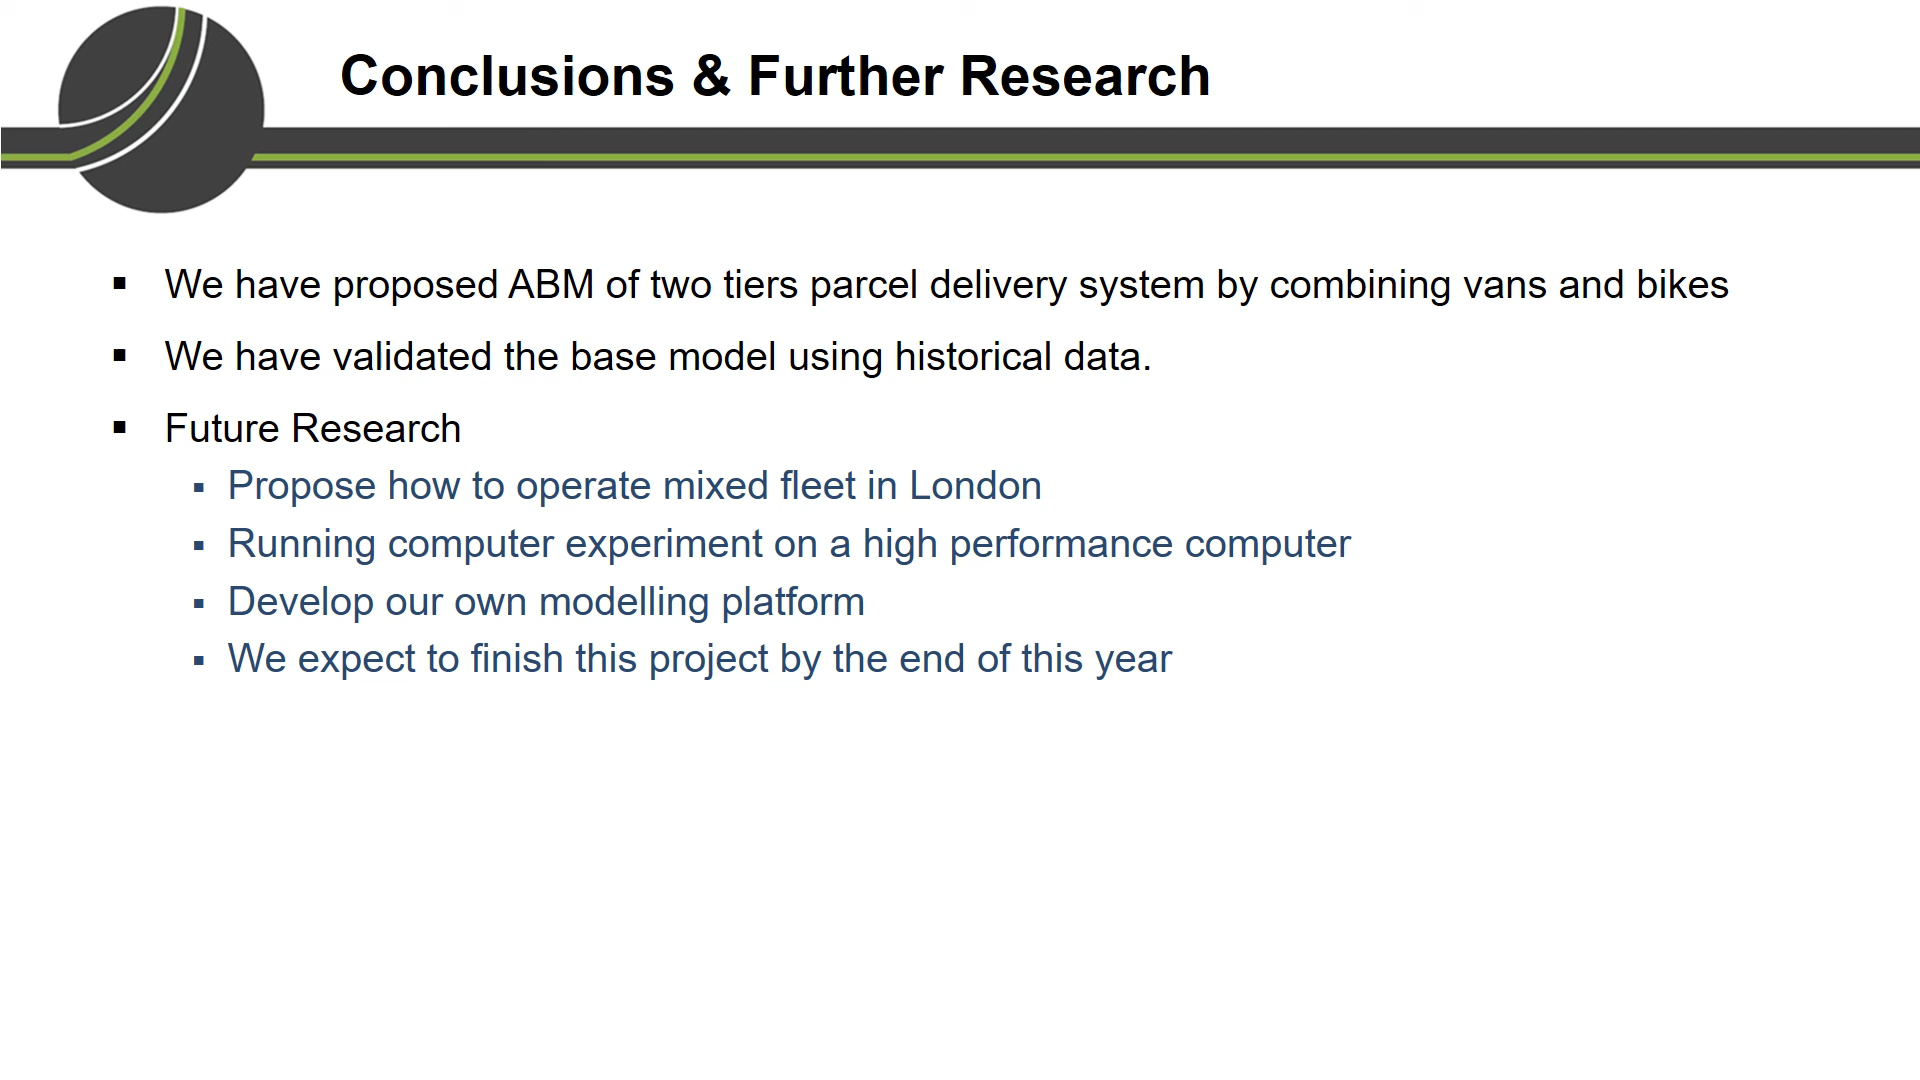 Conclusions & Further Research
▪ We have proposed ABM of two tiers parcel delivery system by combining vans and bikes
▪ We have validated the base model using historical data.
▪ Future Research
▪ Propose how to operate mixed fleet in London
▪ Running computer experiment on a high performance computer
▪ Develop our own modelling platform
▪ We expect to finish this project by the end of this year